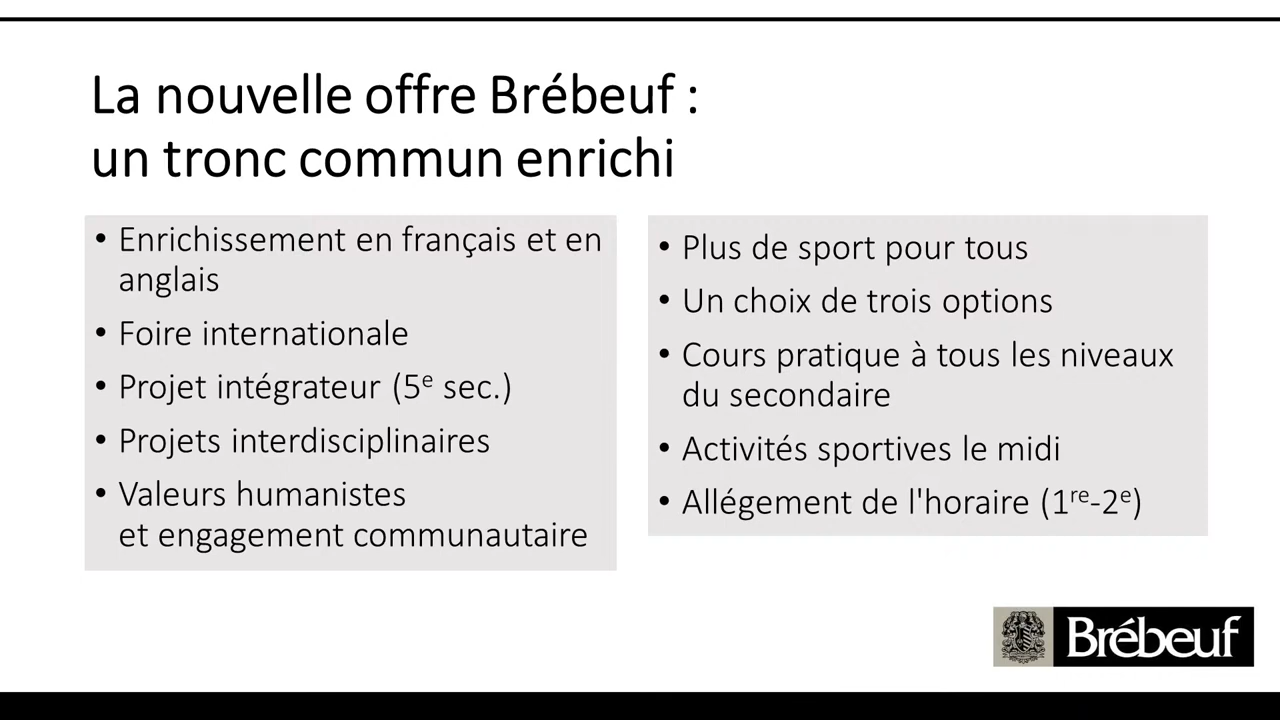 La nouvelle offre Brébeuf :
un tronc commun enrichi
• Enrichissement en français et en
anglais
• Foire internationale
• Projet intégrateur (5e sec.)
• Projets interdisciplinaires
• Valeurs humanistes
et engagement communautaire
• Plus de sport pour tous
• Un choix de trois options
• Cours pratique à tous les niveaux
du secondaire
• Activités sportives le midi
• Allégement de l'horaire (1re-2e)
Brébeuf